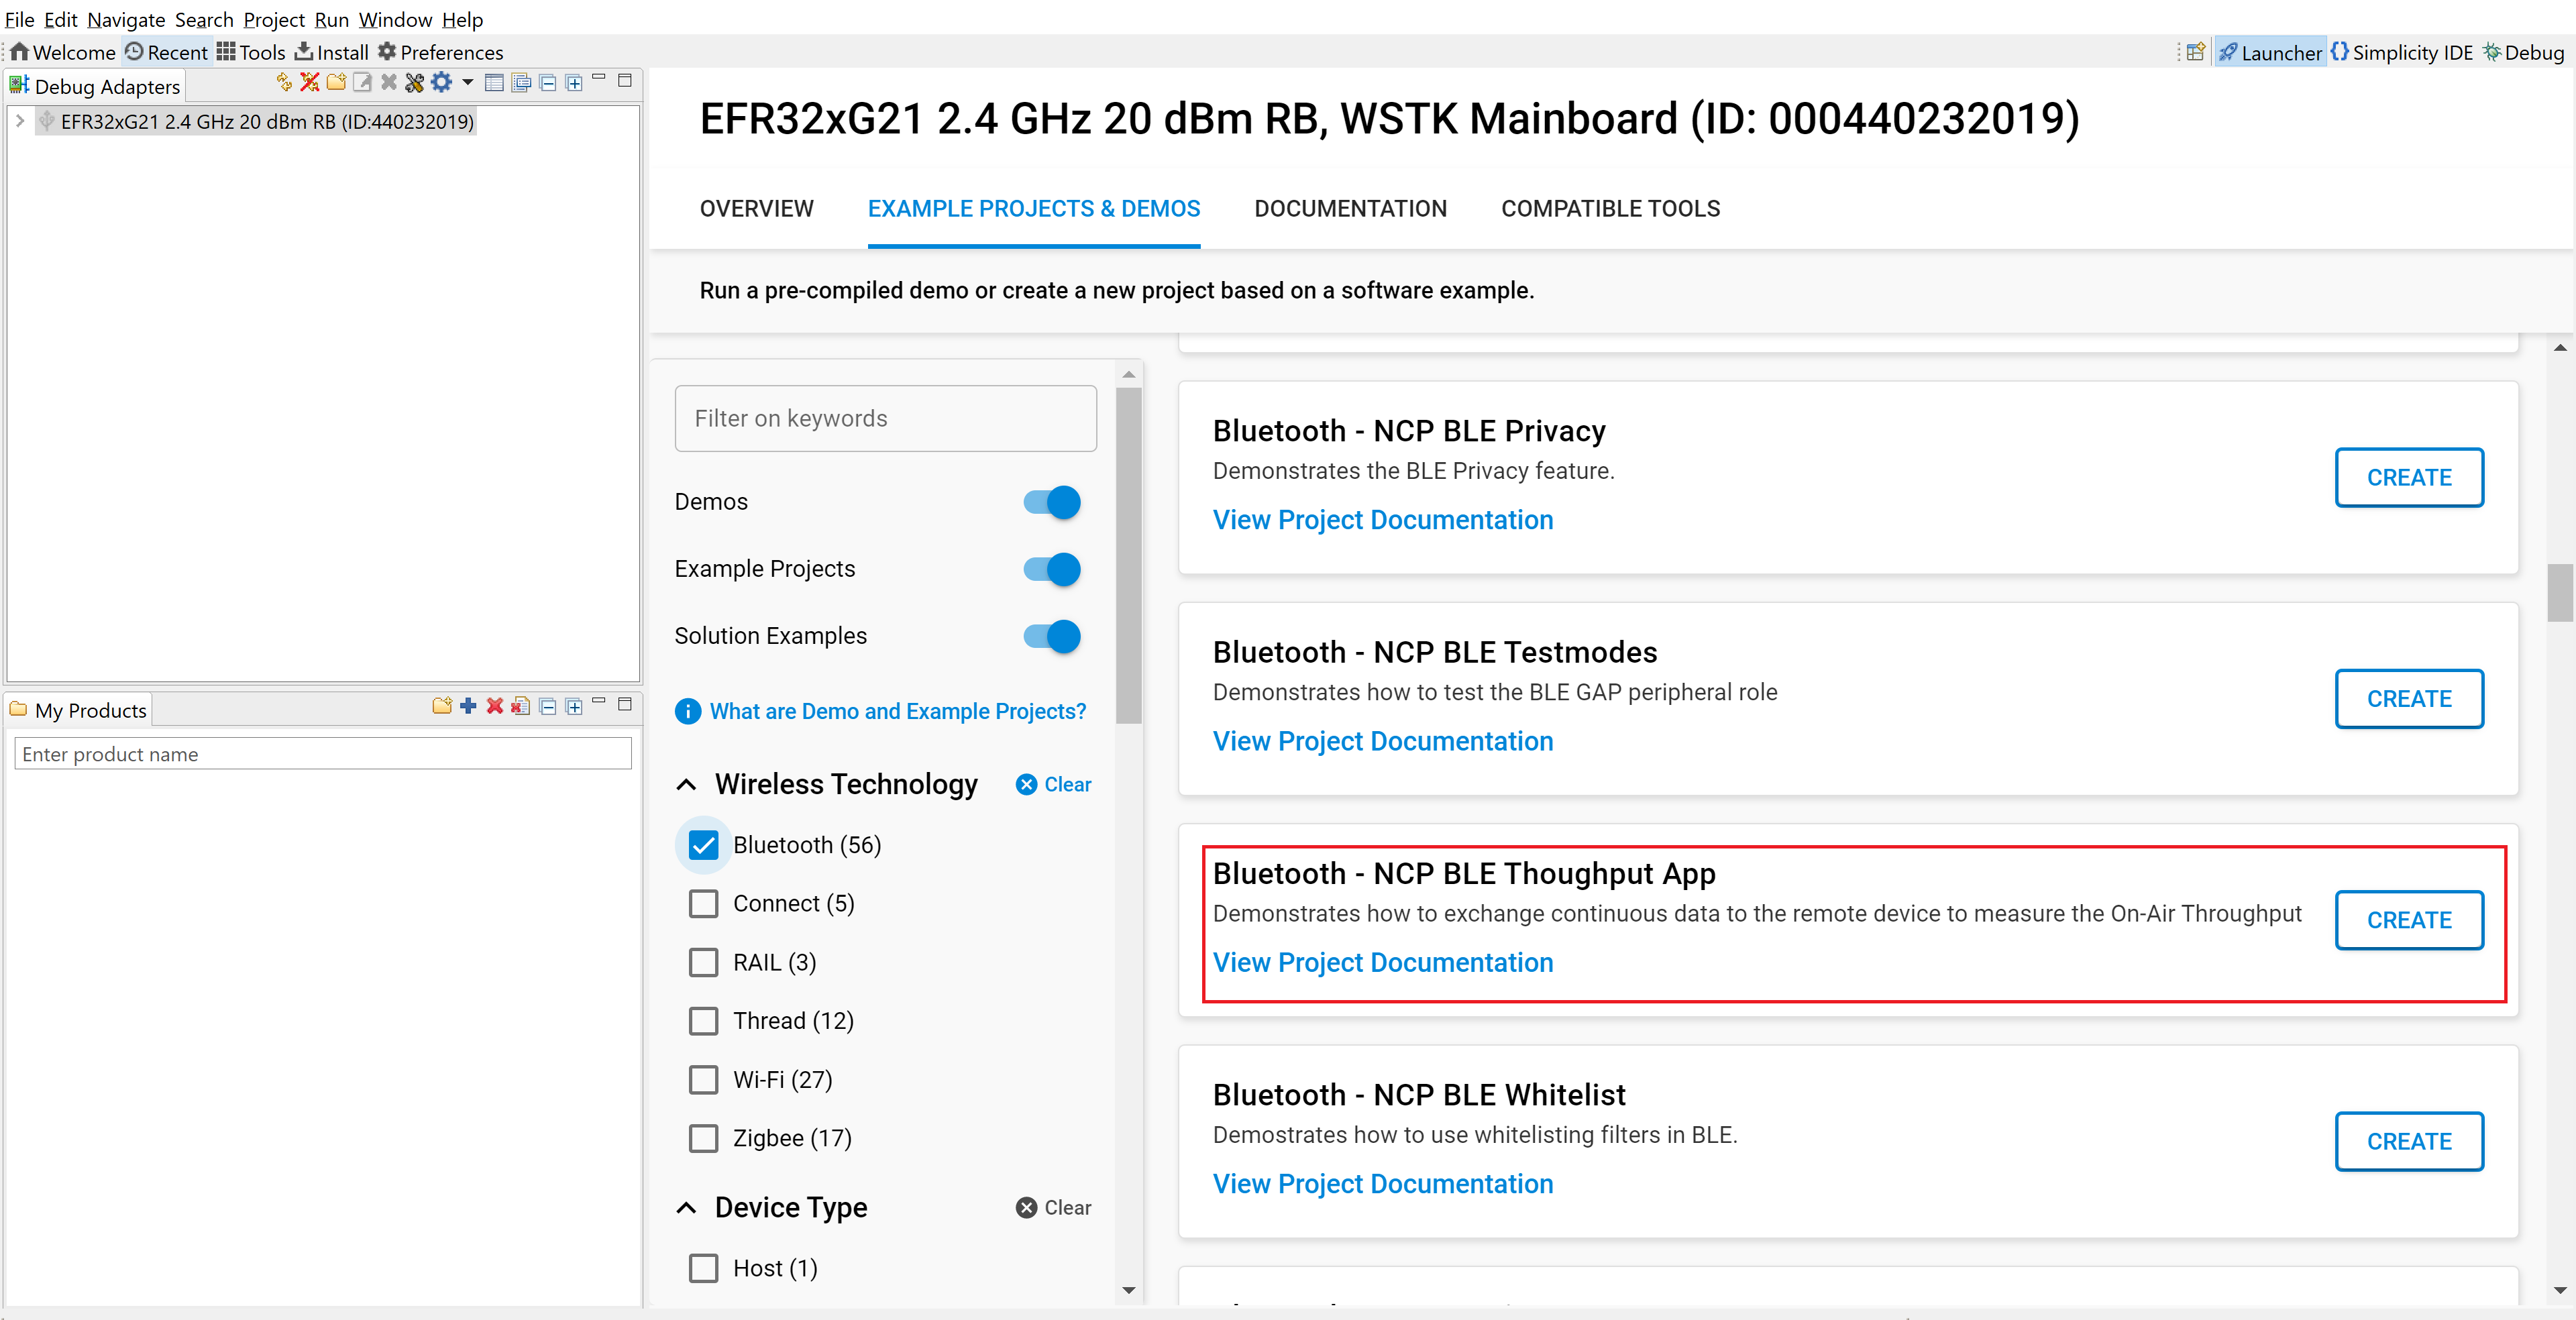 File Edit Navigate Search Project Run Window Help
Welcome Recent Tools Install Preferences
Launcher Simplicity IDE Debug
Debug Adapters
EFR32xG21 2.4 GHz 20 dBm RB (ID:440232019)
My Products
Enter product name
EFR32xG21 2.4 GHz 20 dBm RB, WSTK Mainboard (ID: 000440232019)
OVERVIEW EXAMPLE PROJECTS & DEMOS DOCUMENTATION COMPATIBLE TOOLS
Run a pre-compiled demo or create a new project based on a software example.
Filter on keywords
Demos
Example Projects
Solution Examples
What are Demo and Example Projects?
Wireless Technology Clear
Bluetooth (56)
Connect (5)
RAIL (3)
Thread (12)
Wi-Fi (27)
Zigbee (17)
Device Type Clear
Host (1)
Bluetooth - NCP BLE Privacy
Demonstrates the BLE Privacy feature.
View Project Documentation
CREATE
Bluetooth - NCP BLE Testmodes
Demonstrates how to test the BLE GAP peripheral role
View Project Documentation
CREATE
Bluetooth - NCP BLE Thoughput App
Demonstrates how to exchange continuous data to the remote device to measure the On-Air Throughput
View Project Documentation
CREATE
Bluetooth - NCP BLE Whitelist
Demostrates how to use whitelisting filters in BLE.
View Project Documentation
CREATE